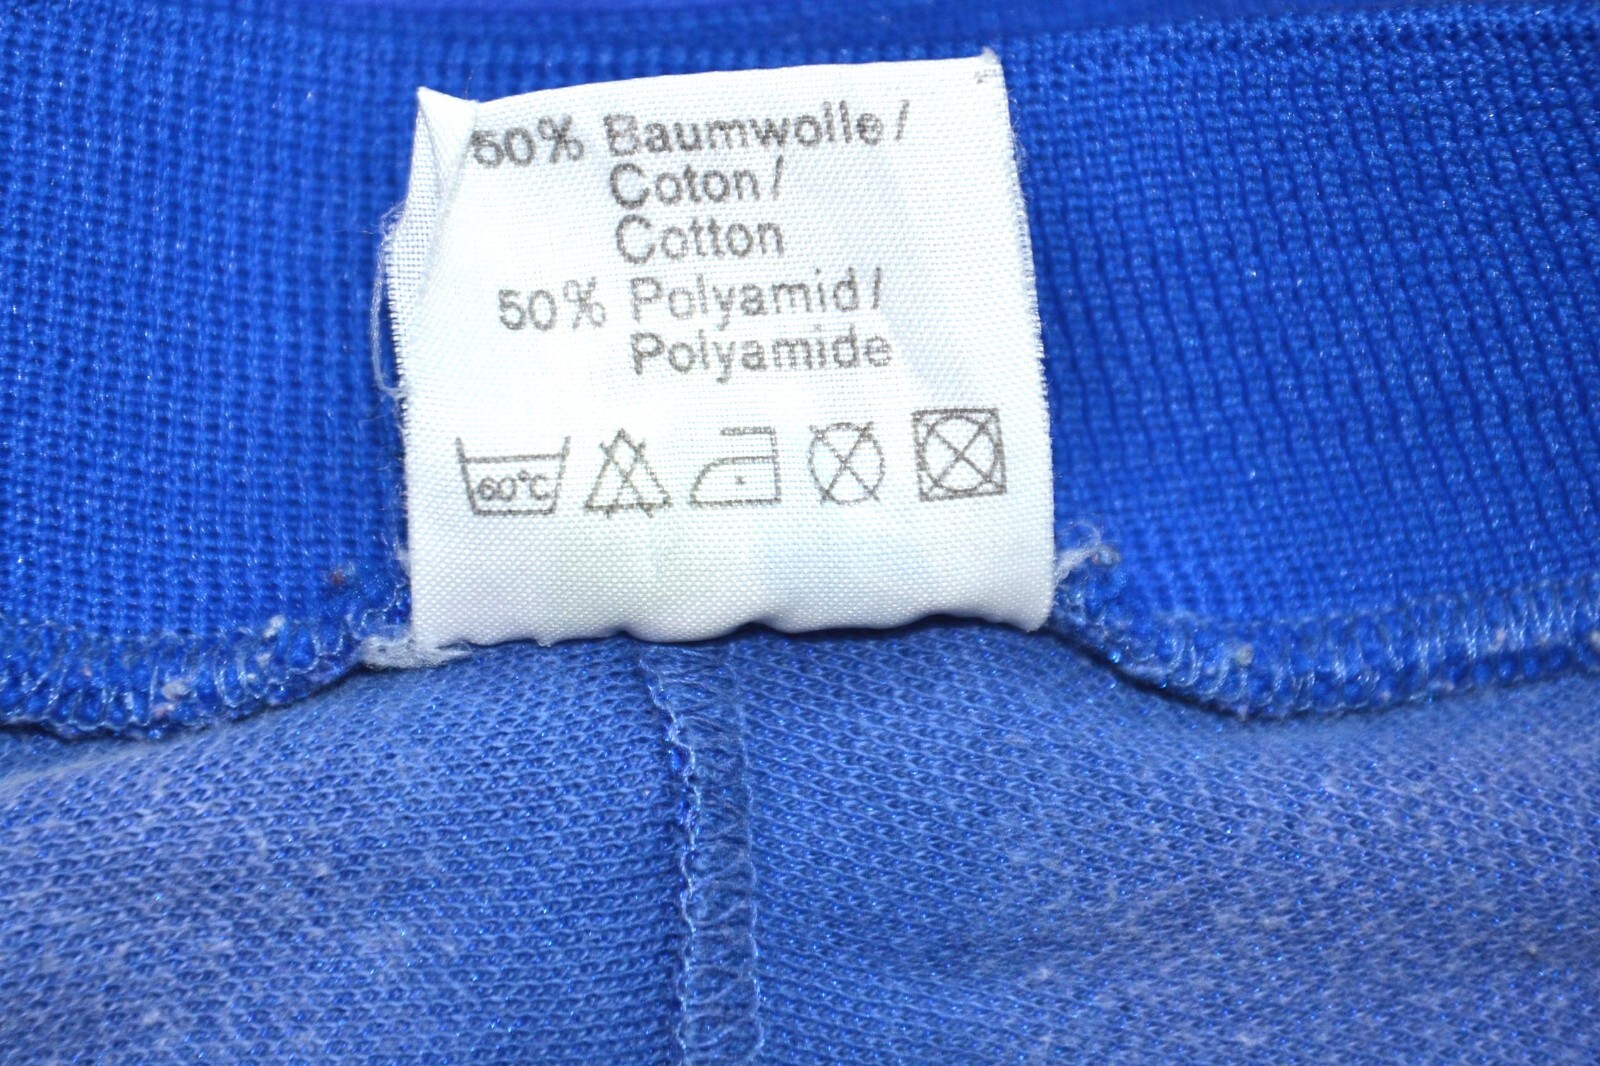 50% Baumwolle/
Coton/
Cotton
50% Polyamid/
Polyamide
60°C